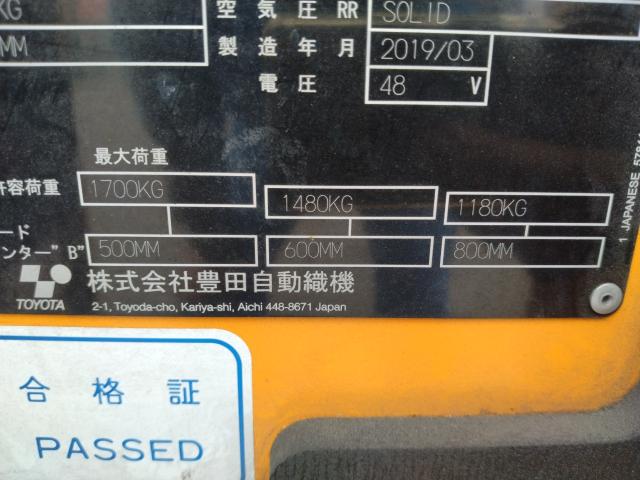 KG
空気圧 RR SOLID
MM
製造年月 2019/03
電圧 48 V
最大荷重
許容荷重 1700KG 1480KG 1180KG
ード
ンター"B" 500MM 600MM 800MM
TOYOTA
株式会社豊田自動織機
2-1, Toyoda-cho, Kariya-shi, Aichi 448-8671 Japan
1 JAPANESE
合格証
PASSED